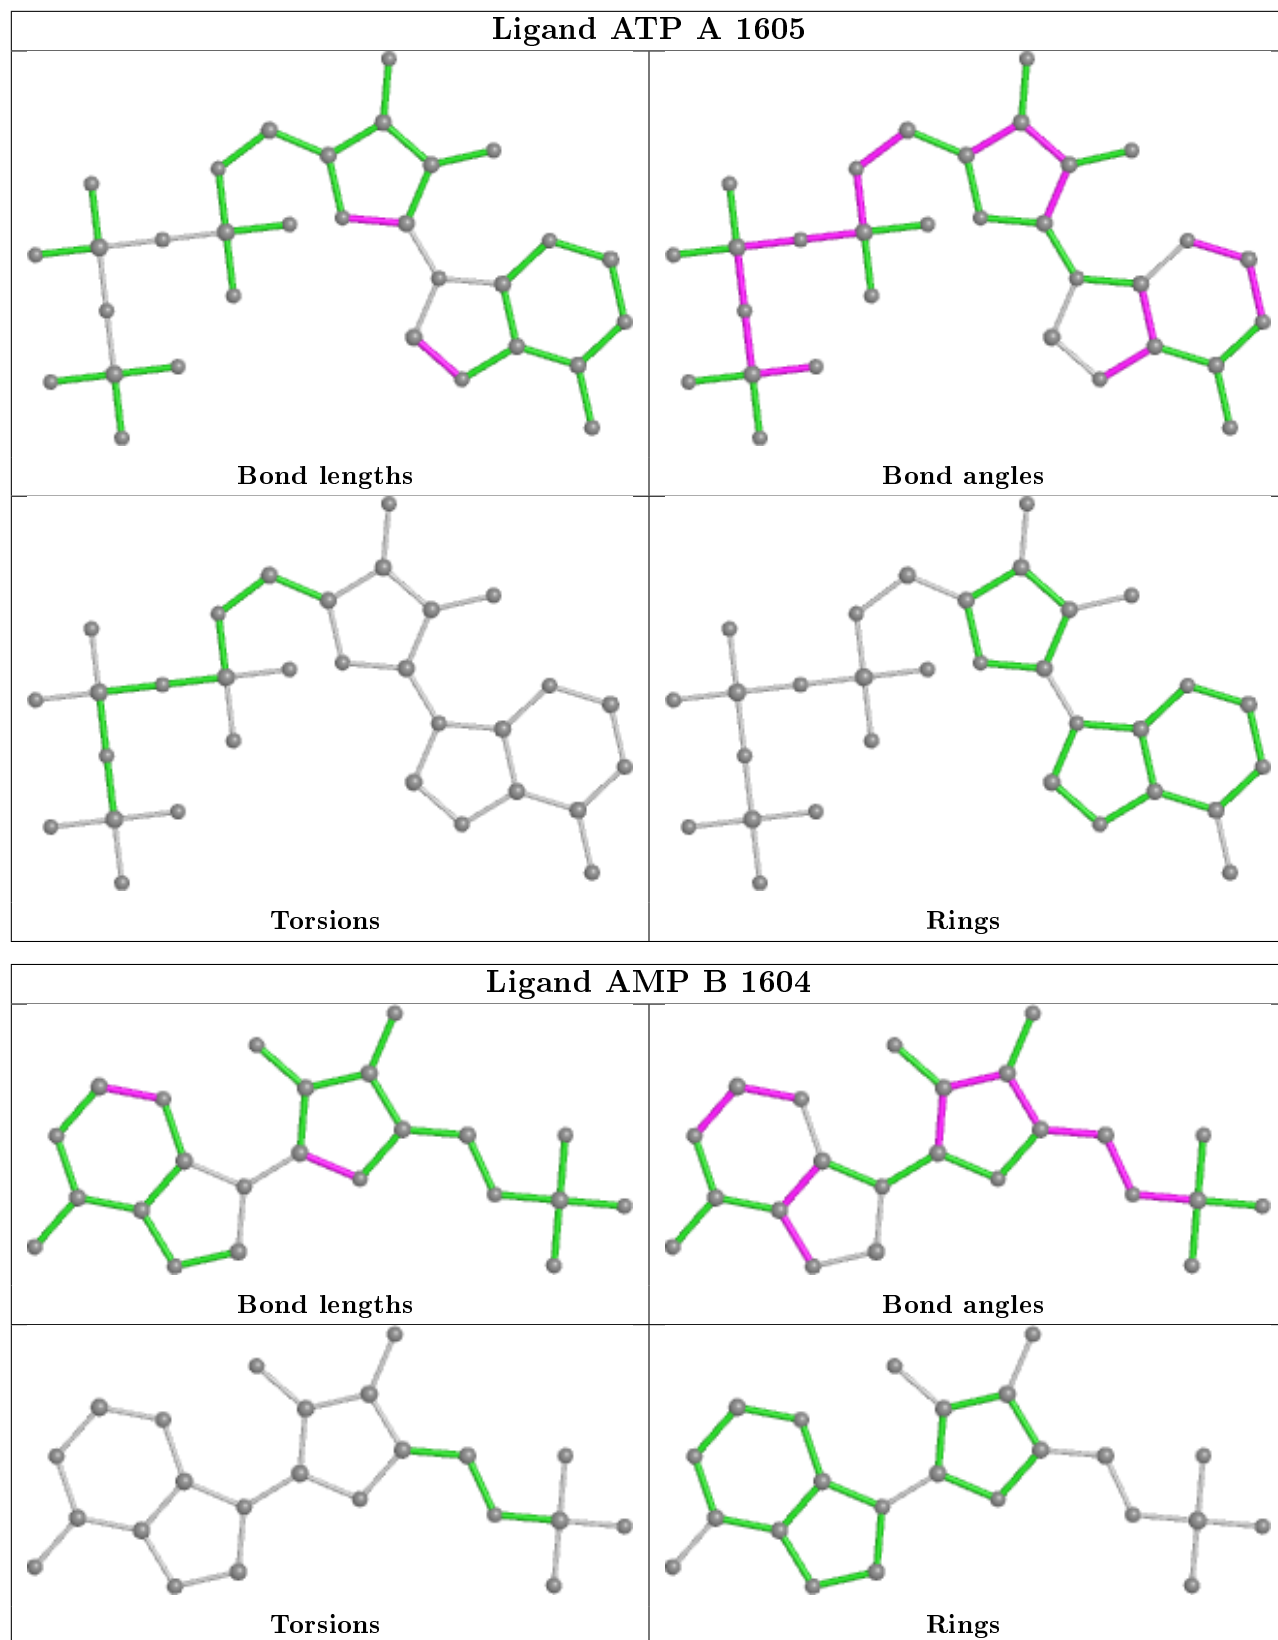 Ligand ATP A 1605
Bond lengths
Bond angles
Torsions
Rings
Ligand AMP B 1604
Bond lengths
Bond angles
Torsions
Rings